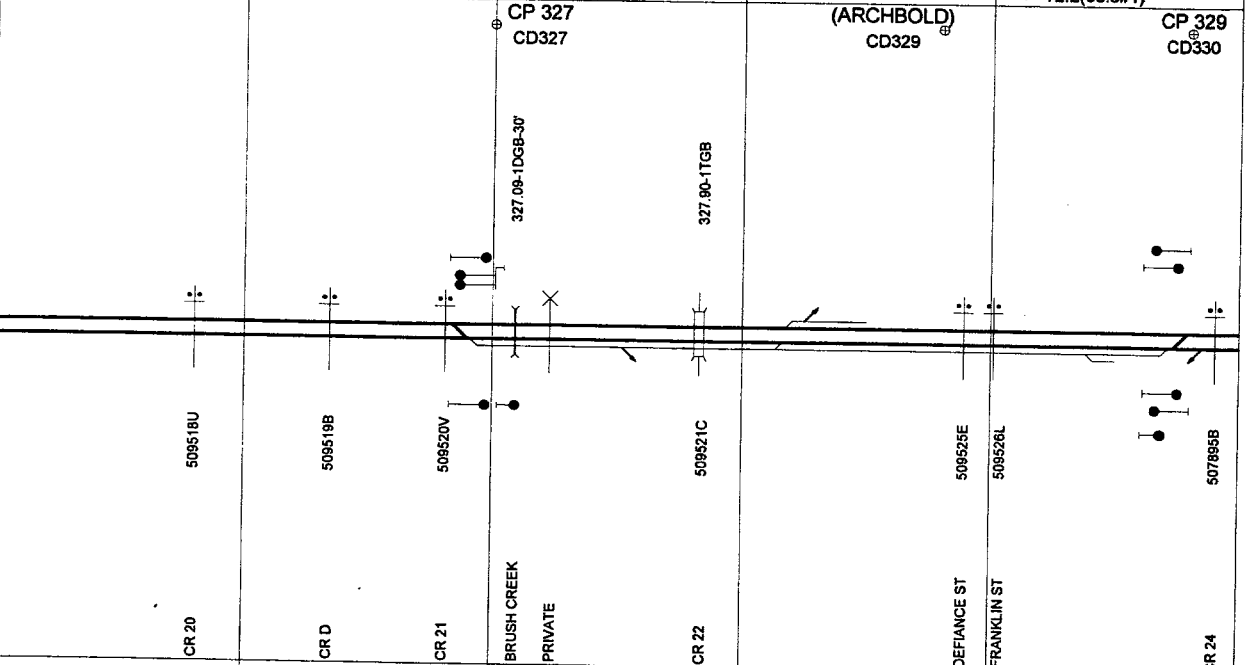 CP 327
CD327
(ARCHBOLD)
CD329
CP 329
CD330
327.09-1DGB-30'
327.90-1TGB
509518U
509519B
509520V
509521C
509525E
509526L
507895B
CR 20
CR D
CR 21
BRUSH CREEK
PRIVATE
CR 22
DEFIANCE ST
FRANKLIN ST
R 24